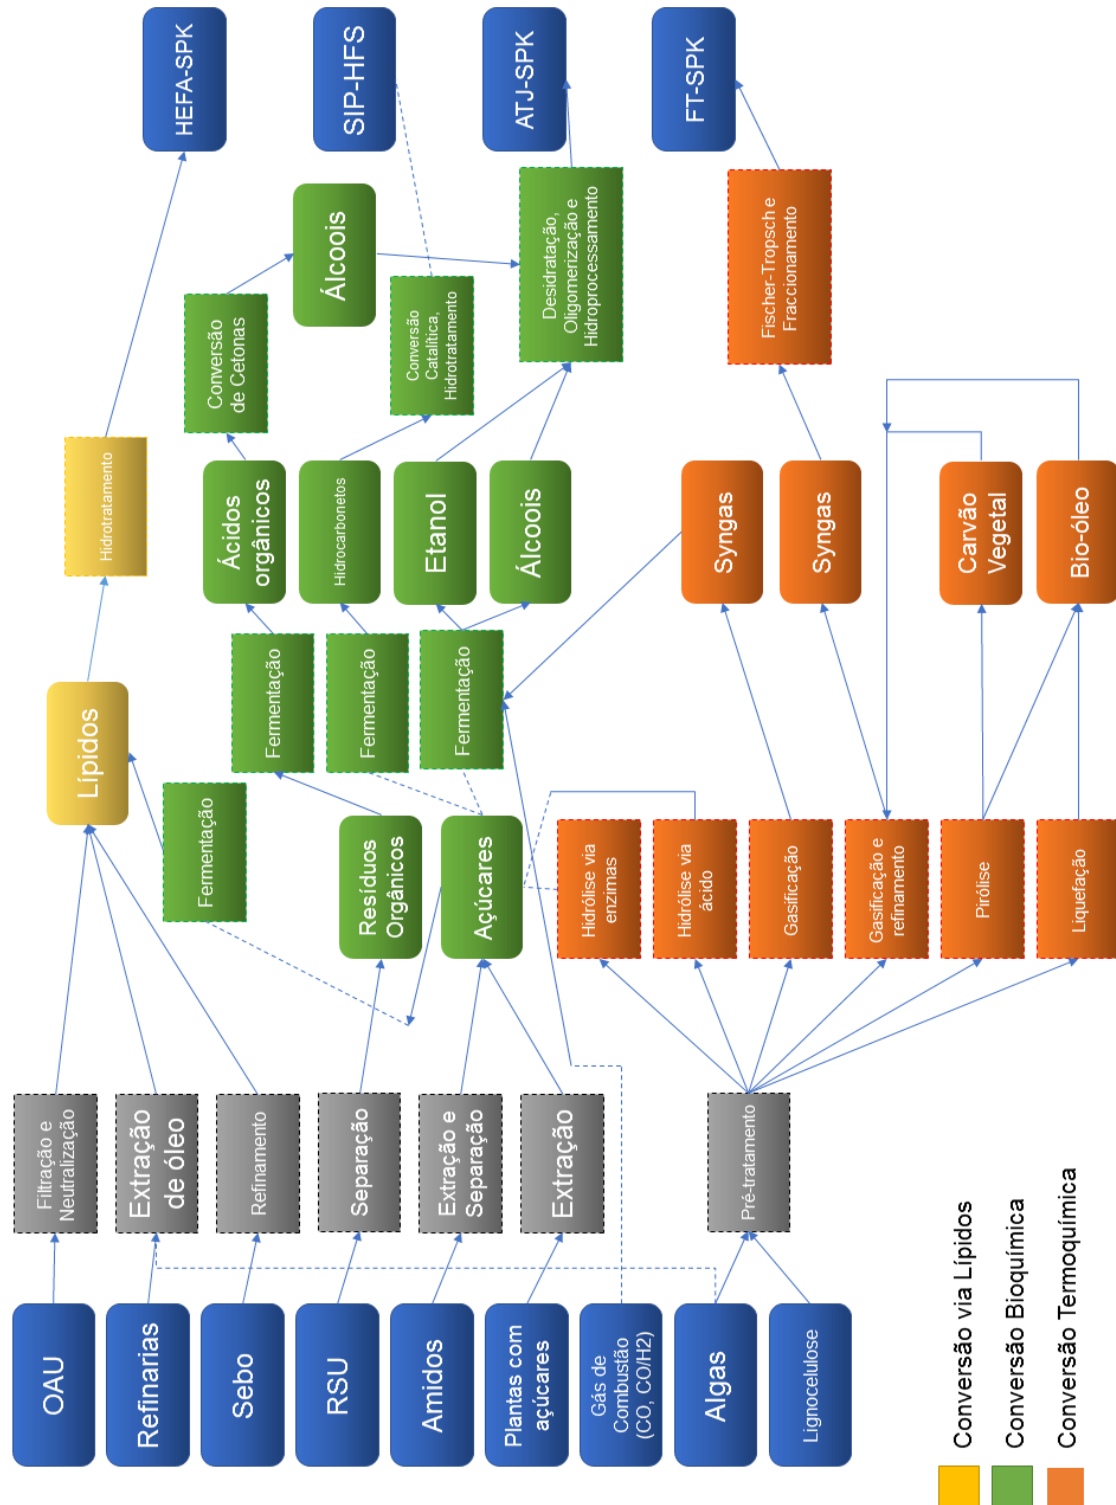 OAU
Refinarias
Sebo
RSU
Amidos
Plantas com
açúcares
Gás de
Combustão
(CO, CO/H2)
Algas
Lignocelulose
Filtração e
Neutralização
Extração
de óleo
Refinamento
Separação
Extração e
Separação
Extração
Pré-tratamento
Fermentação
Resíduos
Orgânicos
Açúcares
Hidrólise via
enzimas
Hidrólise via
ácido
Gasificação
Gasificação e
refinamento
Pirólise
Liquefação
Lípidos
Fermentação
Fermentação
Fermentação
Hidrotratamento
Ácidos
orgânicos
Hidrocarbonetos
Etanol
Álcoois
Syngas
Syngas
Carvão
Vegetal
Bio-óleo
Conversão
de Cetonas
Álcoois
Conversão
Catalítica,
Hidrotratamento
Desidratação,
Oligomerização e
Hidroprocessamento
Fischer-Tropsch e
Fraccionamento
HEFA-SPK
SIP-HFS
ATJ-SPK
FT-SPK
Conversão via Lípidos
Conversão Bioquímica
Conversão Termoquímica